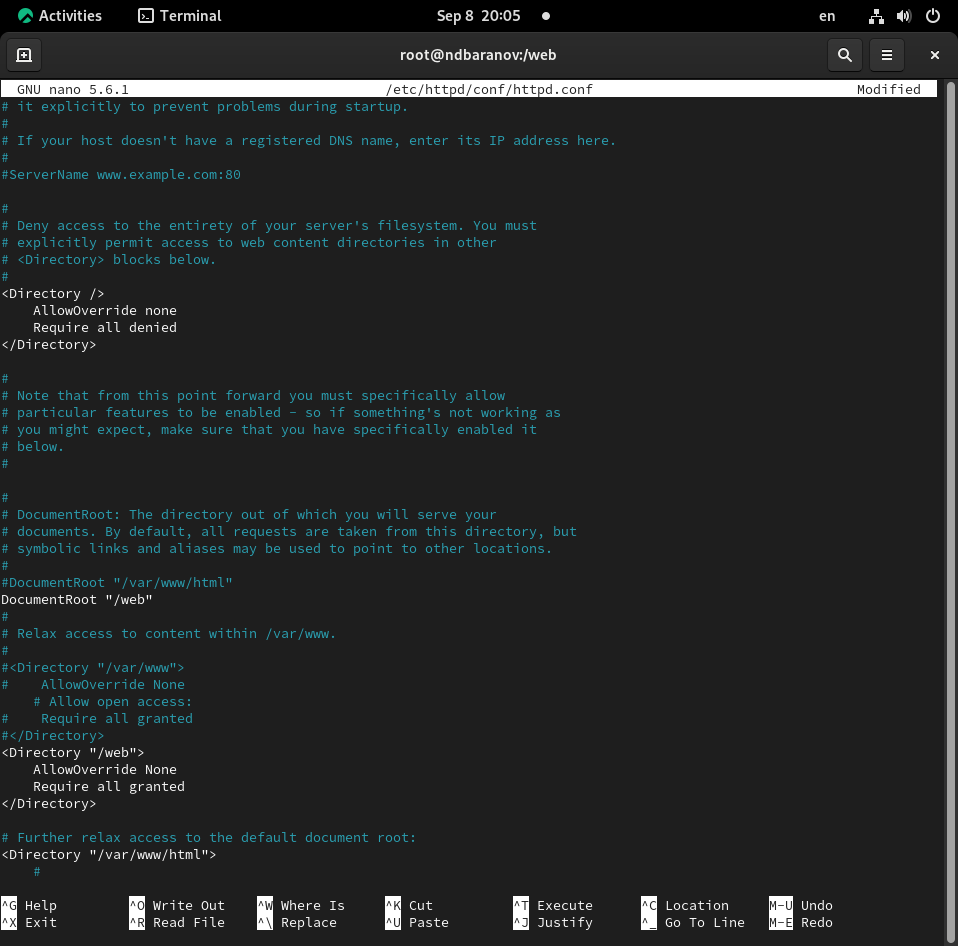 Activities Terminal Sep 8 20:05 en
root@ndbaranov:/web
GNU nano 5.6.1 /etc/httpd/conf/httpd.conf Modified
# it explicitly to prevent problems during startup.
#
# If your host doesn't have a registered DNS name, enter its IP address here.
#
#ServerName www.example.com:80
#
# Deny access to the entirety of your server's filesystem. You must
# explicitly permit access to web content directories in other
# <Directory> blocks below.
#
<Directory />
    AllowOverride none
    Require all denied
</Directory>
#
# Note that from this point forward you must specifically allow
# particular features to be enabled - so if something's not working as
# you might expect, make sure that you have specifically enabled it
# below.
#
#
# DocumentRoot: The directory out of which you will serve your
# documents. By default, all requests are taken from this directory, but
# symbolic links and aliases may be used to point to other locations.
#
#DocumentRoot "/var/www/html"
DocumentRoot "/web"
#
# Relax access to content within /var/www.
#
#<Directory "/var/www">
#    AllowOverride None
    # Allow open access:
#    Require all granted
#</Directory>
<Directory "/web">
    AllowOverride None
    Require all granted
</Directory>
# Further relax access to the default document root:
<Directory "/var/www/html">
    #
^G Help ^O Write Out ^W Where Is ^K Cut ^T Execute ^C Location M-U Undo
^X Exit ^R Read File ^\ Replace ^U Paste ^J Justify ^_ Go To Line M-E Redo